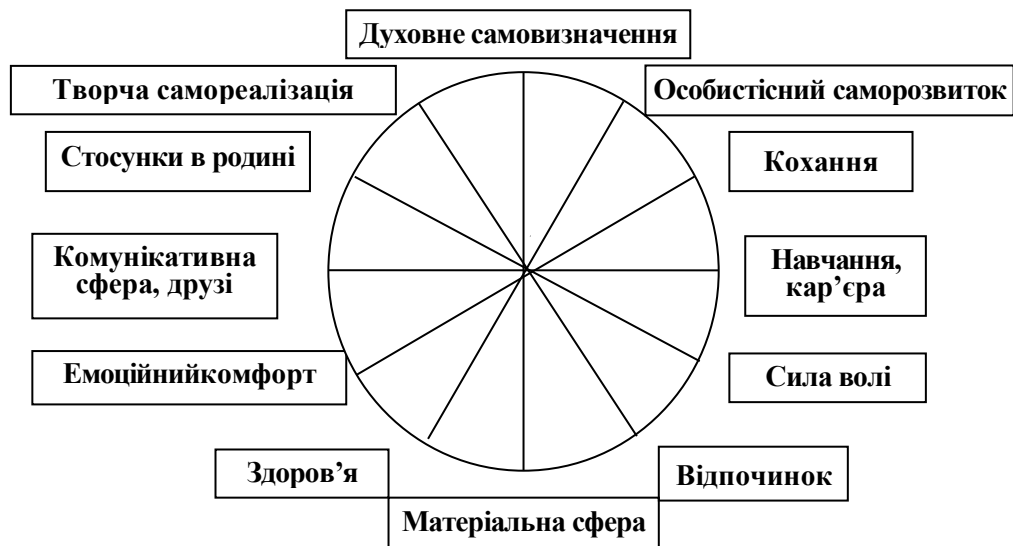 Духовне самовизначення
Творча самореалізація
Особистісний саморозвиток
Стосунки в родині
Кохання
Комунікативна
сфера, друзі
Навчання,
кар’єра
Емоційнийкомфорт
Сила волі
Здоров’я
Відпочинок
Матеріальна сфера